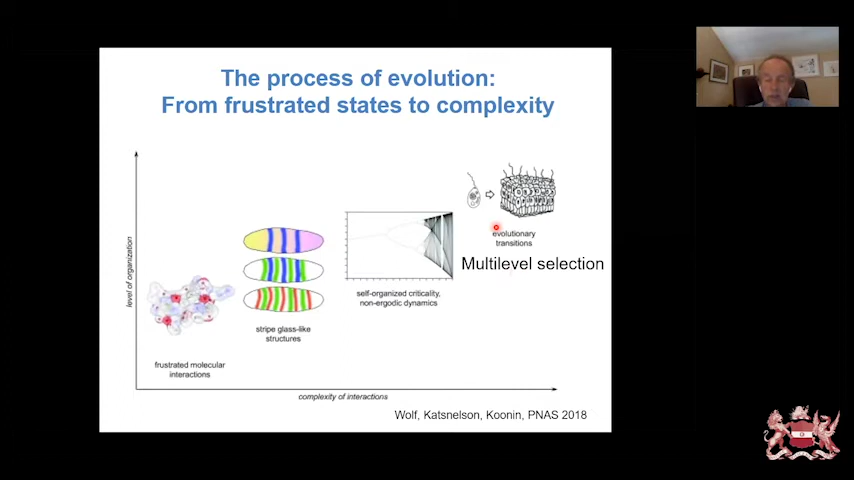 The process of evolution:
From frustrated states to complexity
level of organization
frustrated molecular
interactions
stripe glass-like
structures
self-organized criticality,
non-ergodic dynamics
evolutionary
transitions
Multilevel selection
complexity of interactions
Wolf, Katsnelson, Koonin, PNAS 2018